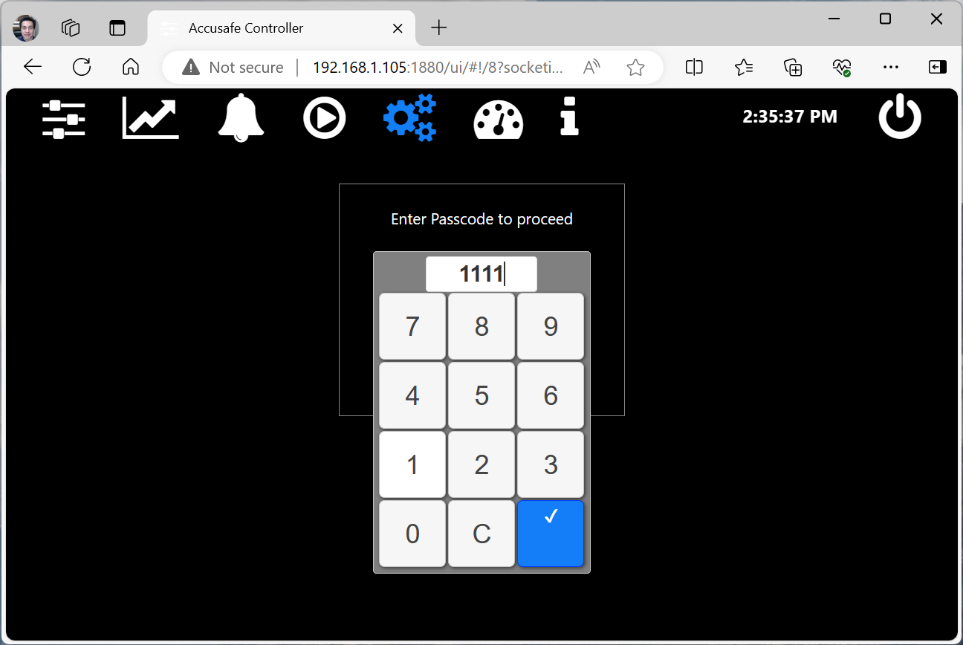 Accusafe Controller
Not secure | 192.168.1.105:1880/ui/#!/8?socketi...
2:35:37 PM
Enter Passcode to proceed
1111
7 8 9
4 5 6
1 2 3
0 C